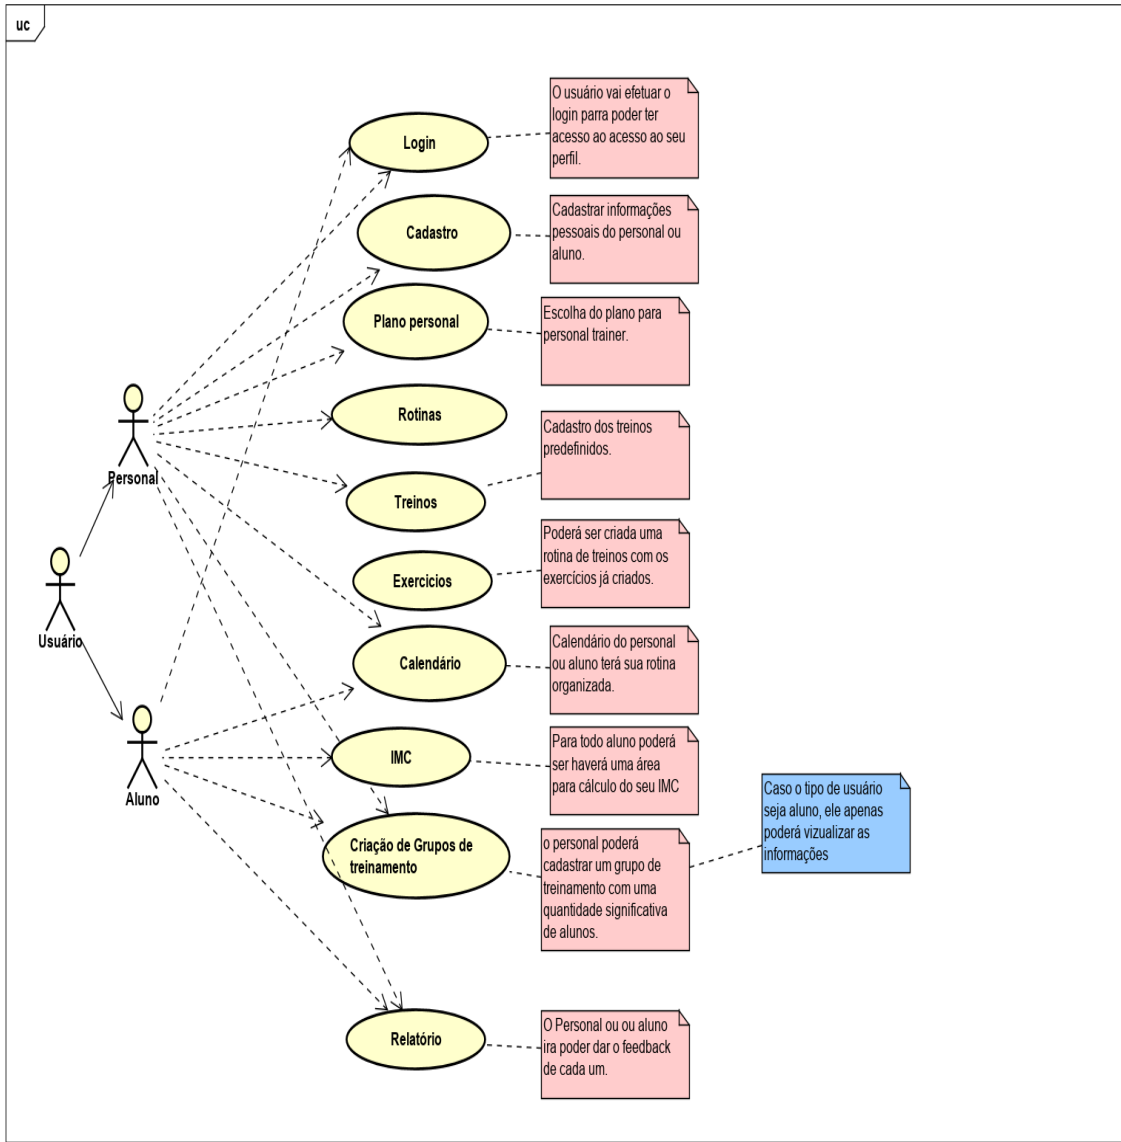 uc
O usuário vai efetuar o
login parra poder ter
acesso ao acesso ao seu
perfil.
Login
Cadastrar informações
pessoais do personal ou
aluno.
Cadastro
Escolha do plano para
personal trainer.
Plano personal
Rotinas
Cadastro dos treinos
predefinidos.
Personal
Treinos
Poderá ser criada uma
rotina de treinos com os
exercícios já criados.
Exercicios
Usuário
Calendário do personal
ou aluno terá sua rotina
organizada.
Calendário
Para todo aluno poderá
ser haverá uma área
para cálculo do seu IMC
IMC
Aluno
Caso o tipo de usuário
seja aluno, ele apenas
poderá vizualizar as
informações
Criação de Grupos de
treinamento
o personal poderá
cadastrar um grupo de
treinamento com uma
quantidade significativa
de alunos.
Relatório
O Personal ou ou aluno
ira poder dar o feedback
de cada um.